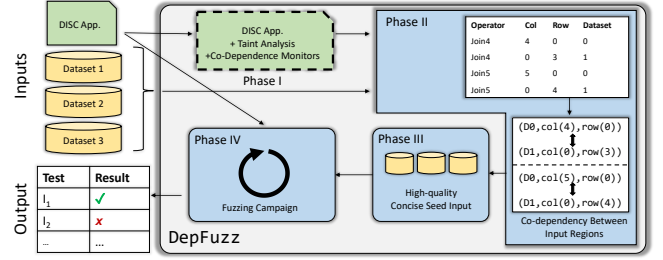 Inputs
DISC App.
Dataset 1
Dataset 2
Dataset 3
DISC App.
+ Taint Analysis
+Co-Dependence Monitors
Phase I
Phase II
Operator Col Row Dataset
Join4 4 0 0
Join4 0 3 1
Join5 5 0 0
Join5 0 4 1
(D0,col(4),row(0))
(D1,col(0),row(3))
(D0,col(5),row(0))
(D1,col(0),row(4))
Co-dependency Between
Input Regions
Phase III
High-quality
Concise Seed Input
Phase IV
Fuzzing Campaign
DepFuzz
Output
Test Result
I₁ ✓
I₂ x
... ...